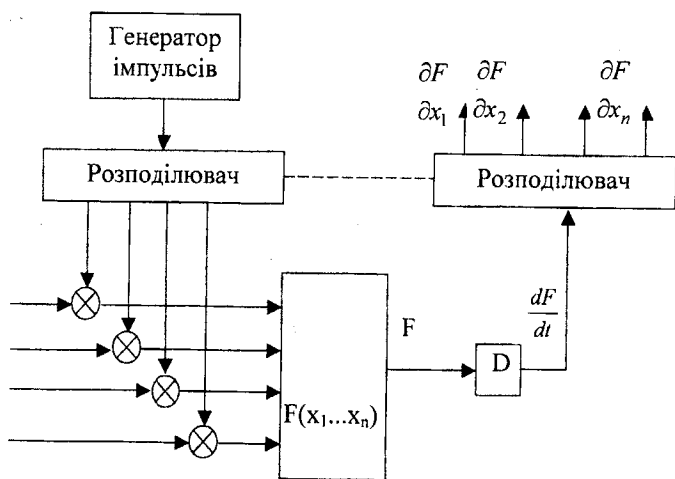 Генератор
імпульсів
∂F ∂F ∂F
∂x₁ ∂x₂ ∂xₙ
Розподілювач
Розподілювач
dF
dt
F
D
F(x₁...xₙ)